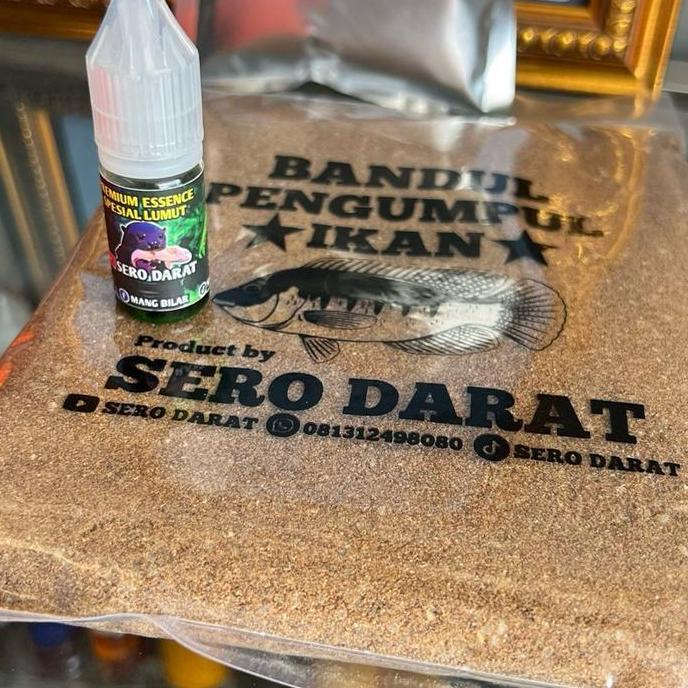 BANDUL
PENGUMPUL
IKAN
Product by
SERO DARAT
SERO DARAT 081312498080 SERO DARAT
PREMIUM ESSENCE
SPESIAL LUMUT
SERO DARAT
MANG BILAR